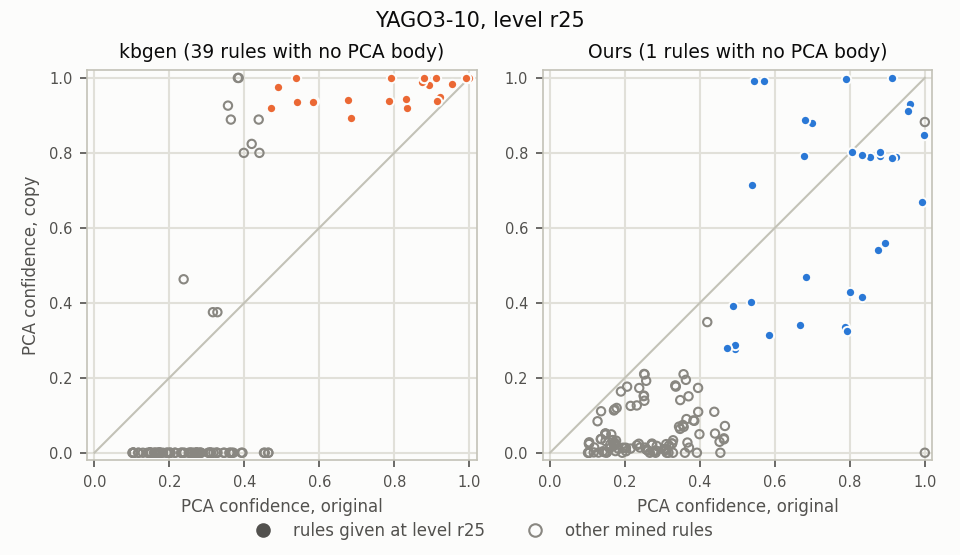 YAGO3-10, level r25
kbgen (39 rules with no PCA body)
Ours (1 rules with no PCA body)
PCA confidence, copy
1.0
0.8
0.6
0.4
0.2
0.0
0.0 0.2 0.4 0.6 0.8 1.0
PCA confidence, original
1.0
0.8
0.6
0.4
0.2
0.0
0.0 0.2 0.4 0.6 0.8 1.0
PCA confidence, original
rules given at level r25
other mined rules